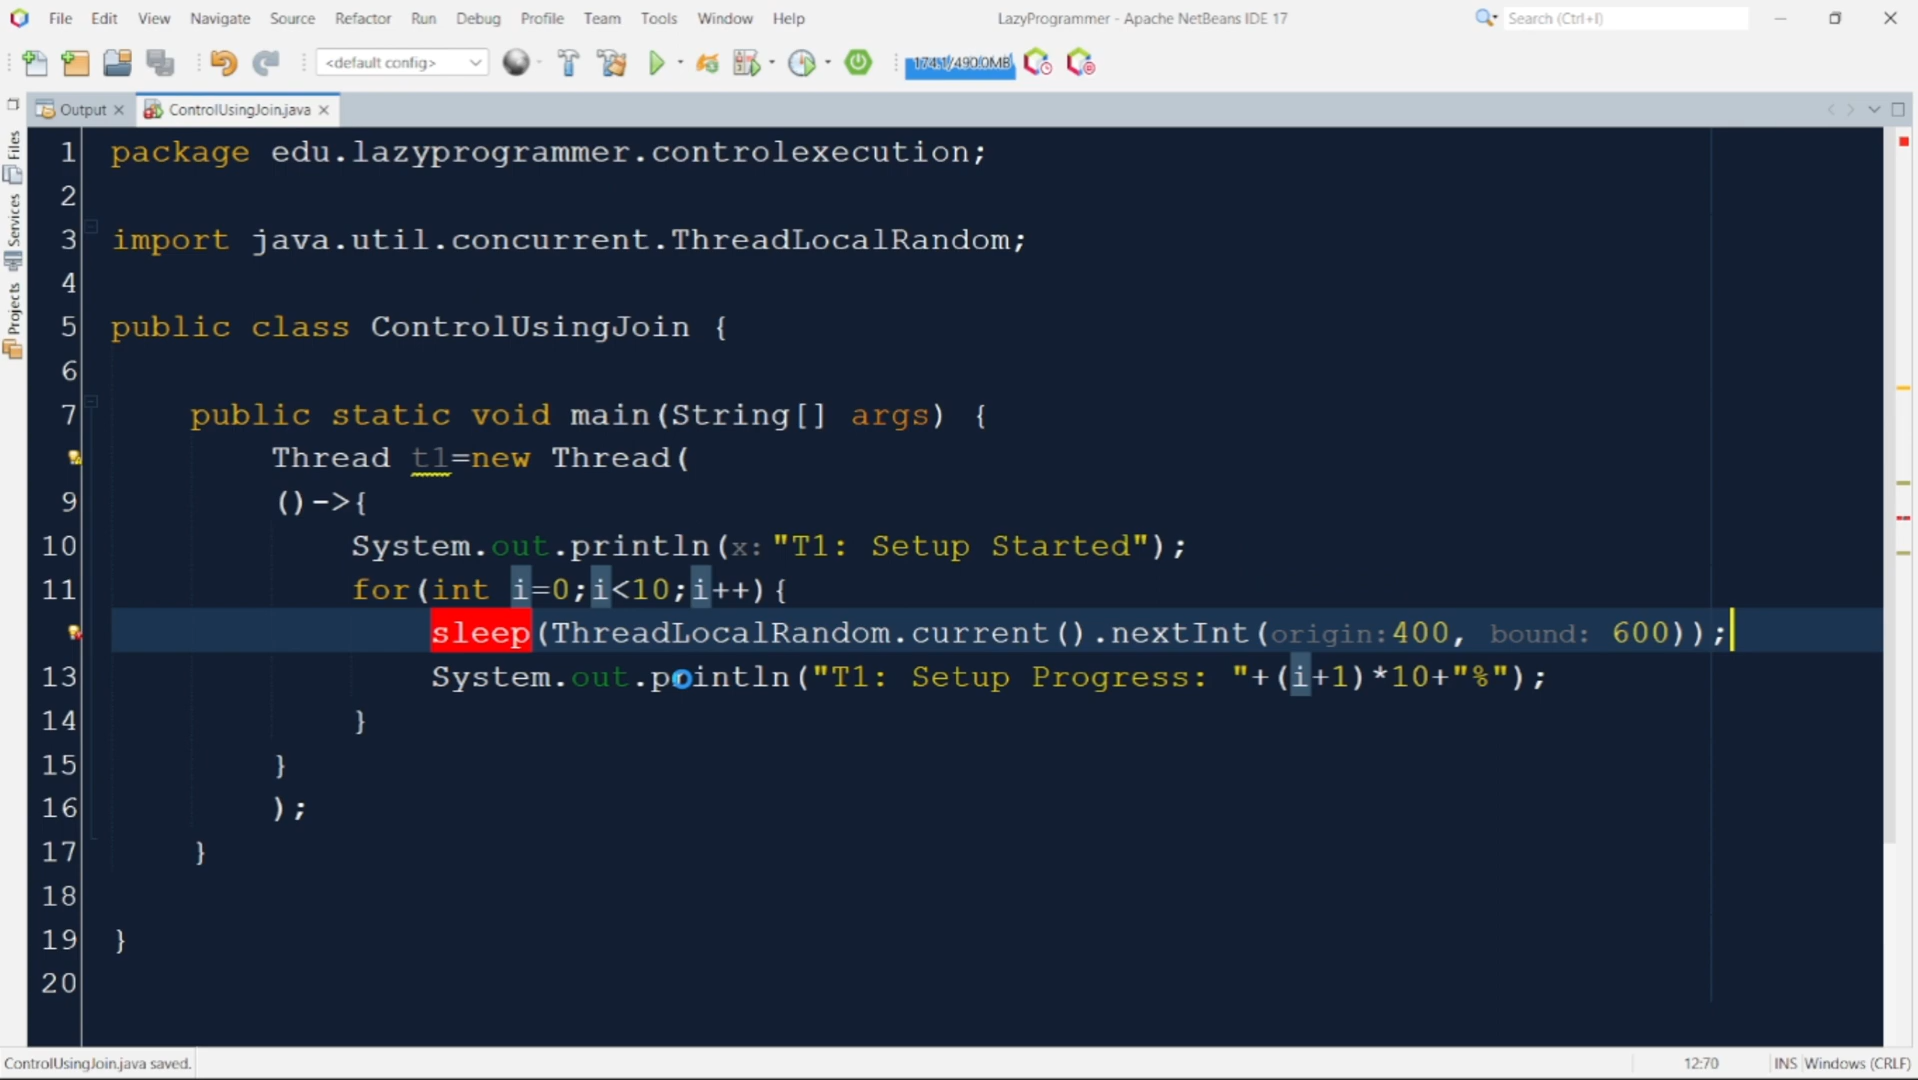 File Edit View Navigate Source Refactor Run Debug Profile Team Tools Window Help LazyProgrammer - Apache NetBeans IDE 17 Search (Ctrl+I)
<default config> 174.1/490.0MB
Output ControlUsingJoin.java
Files
Services
Projects
1 package edu.lazyprogrammer.controlexecution;
2
3 import java.util.concurrent.ThreadLocalRandom;
4
5 public class ControlUsingJoin {
6
7 public static void main(String[] args) {
Thread t1=new Thread(
9 ()->{
10 System.out.println(x:"T1: Setup Started");
11 for(int i=0;i<10;i++){
sleep(ThreadLocalRandom.current().nextInt(origin:400, bound: 600));
13 System.out.println("T1: Setup Progress: "+(i+1)*10+"%");
14 }
15 }
16 );
17 }
18
19 }
20
ControlUsingJoin.java saved. 12:70 INS Windows (CRLF)